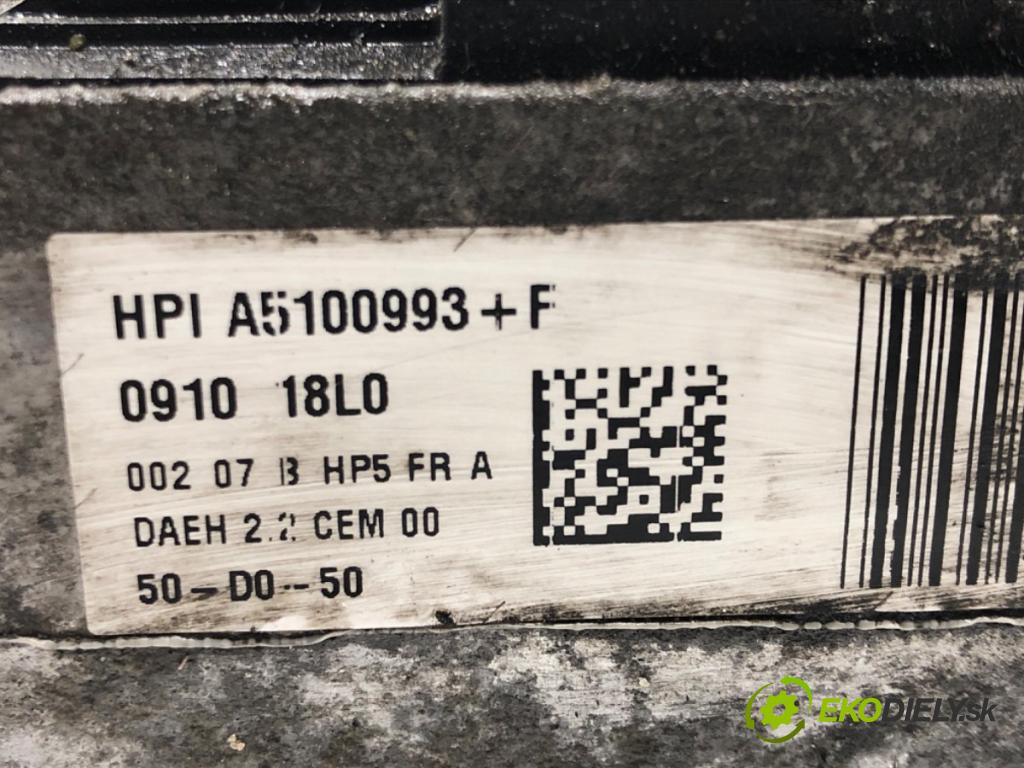 HPI A5100993+F
0910 18L0
002 07 B HP5 FR A
DAEH 2.2 CEM 00
50-D0-50
EKODIELY.sk